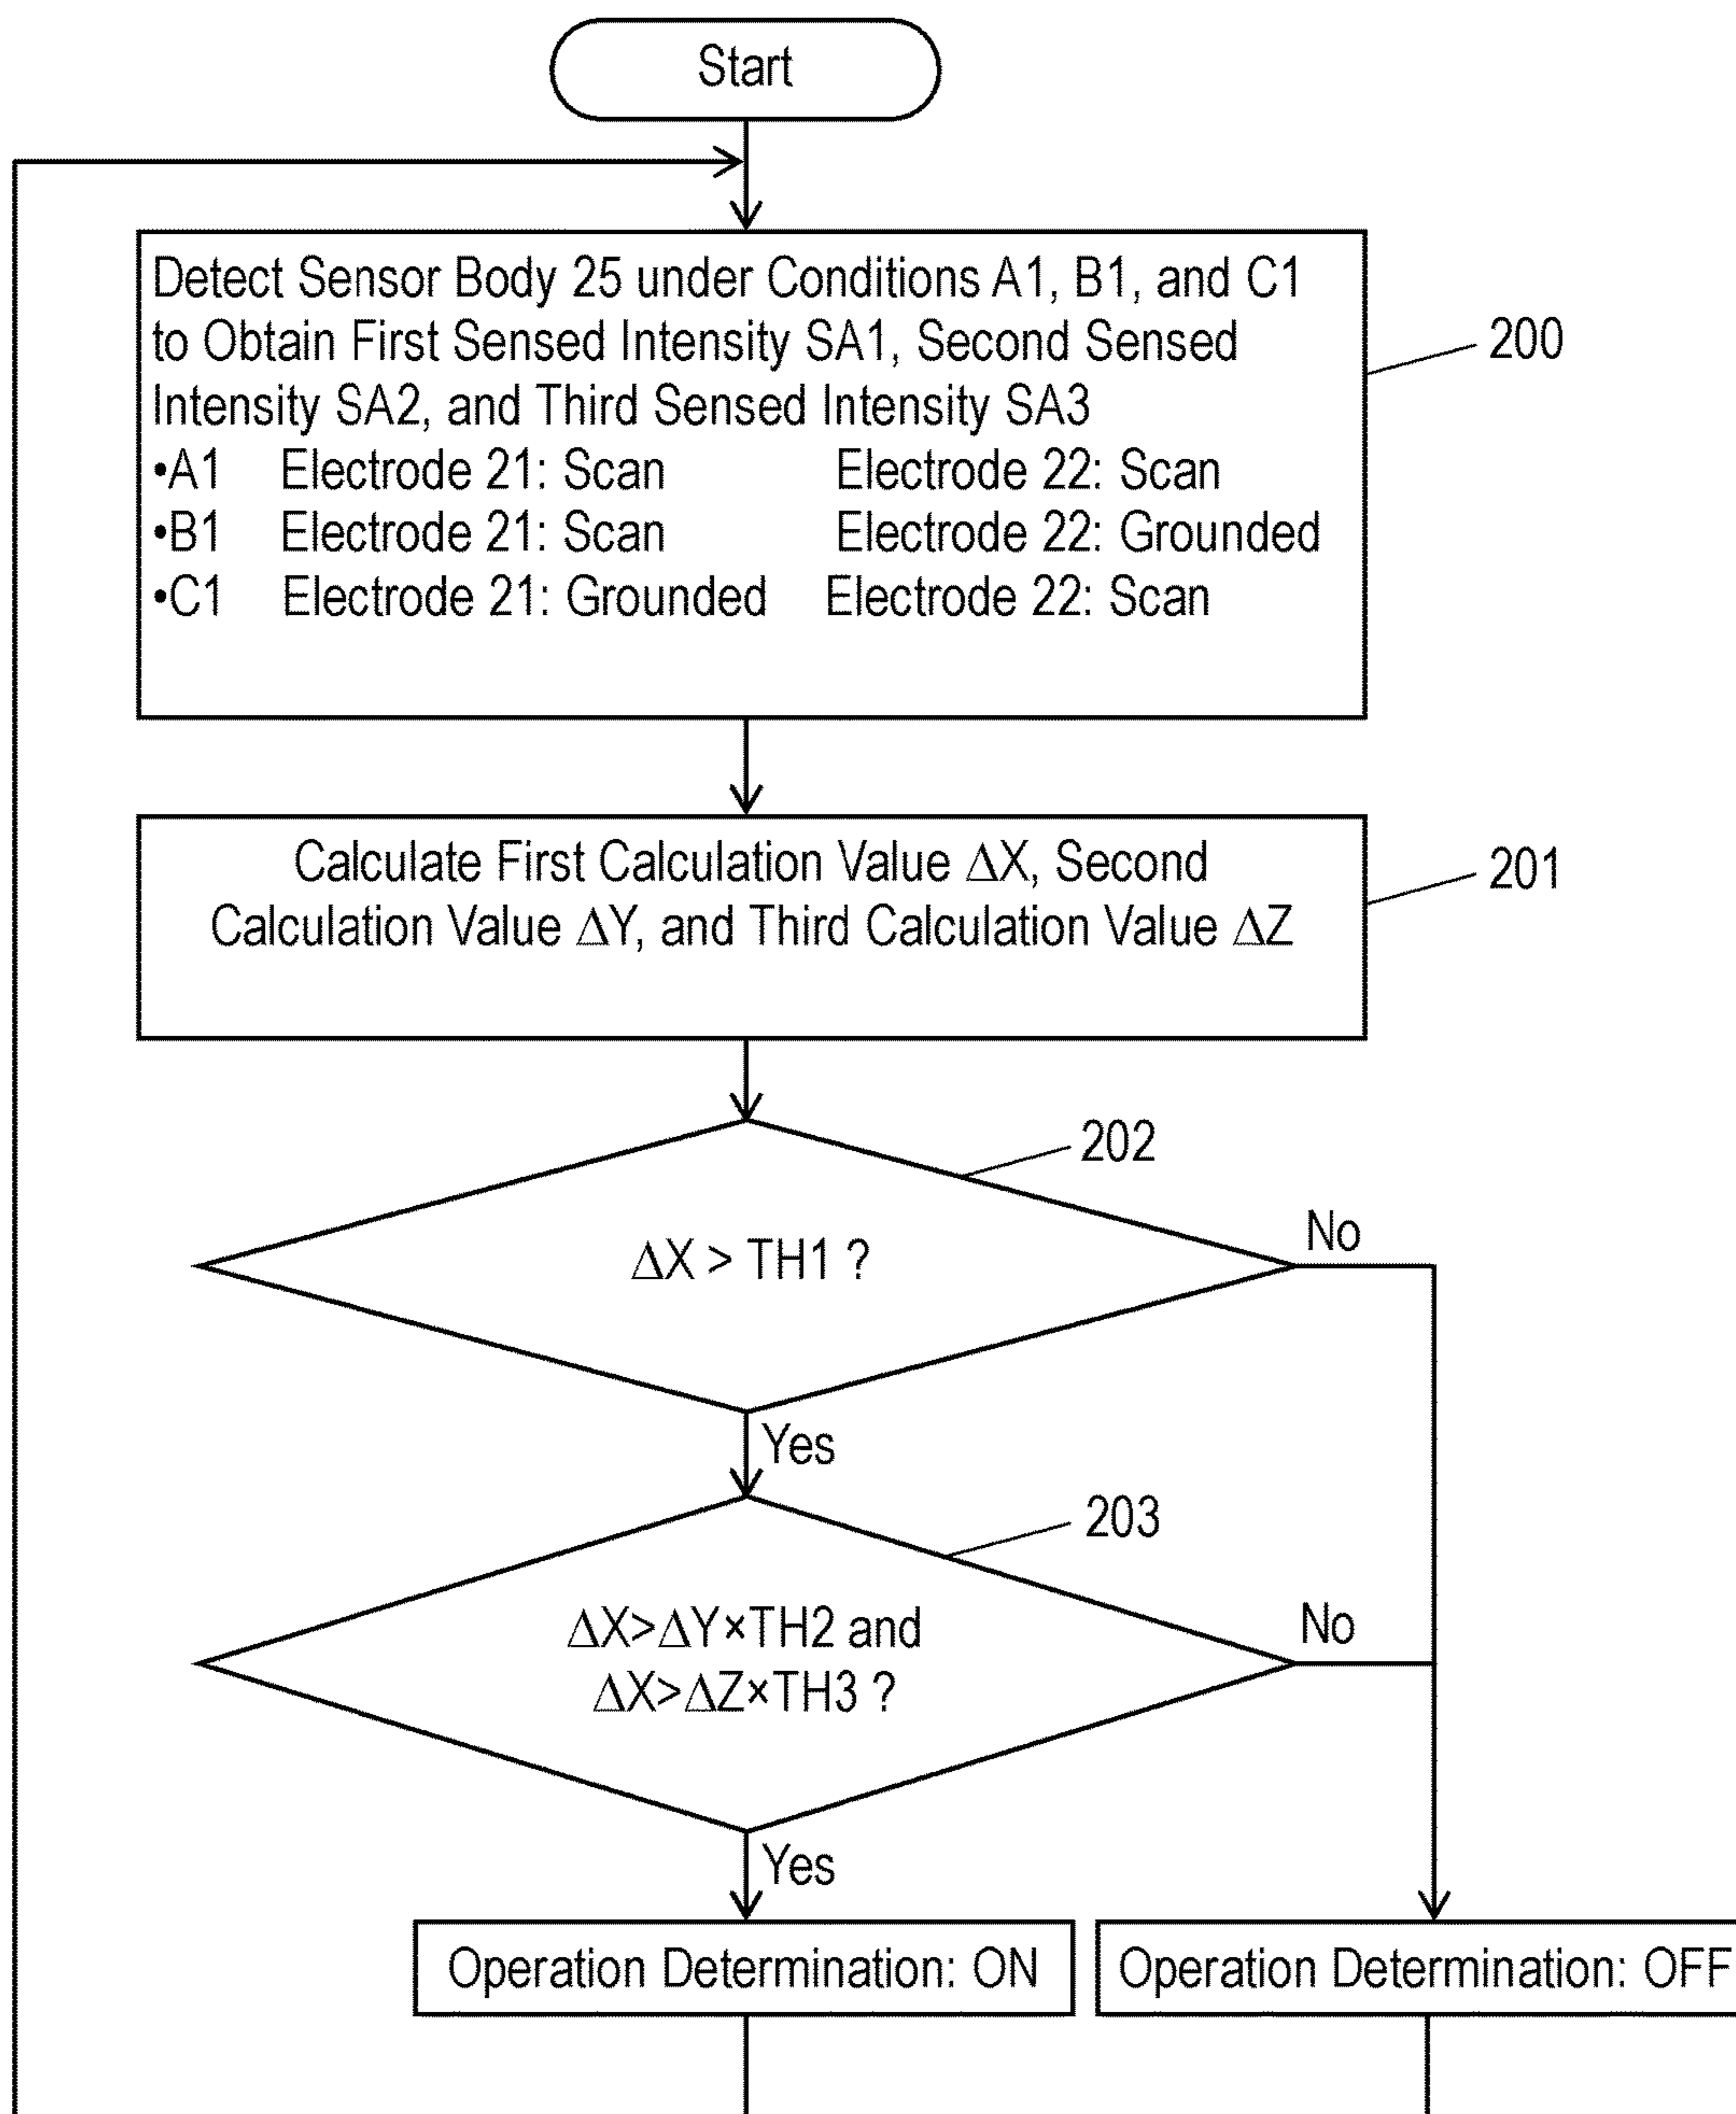 Start
Detect Sensor Body 25 under Conditions A1, B1, and C1
to Obtain First Sensed Intensity SA1, Second Sensed
Intensity SA2, and Third Sensed Intensity SA3
•A1 Electrode 21: Scan Electrode 22: Scan
•B1 Electrode 21: Scan Electrode 22: Grounded
•C1 Electrode 21: Grounded Electrode 22: Scan
200
Calculate First Calculation Value ΔX, Second
Calculation Value ΔY, and Third Calculation Value ΔZ
201
202
ΔX > TH1 ?
No
Yes
203
ΔX>ΔY×TH2 and
ΔX>ΔZ×TH3 ?
No
Yes
Operation Determination: ON
Operation Determination: OFF